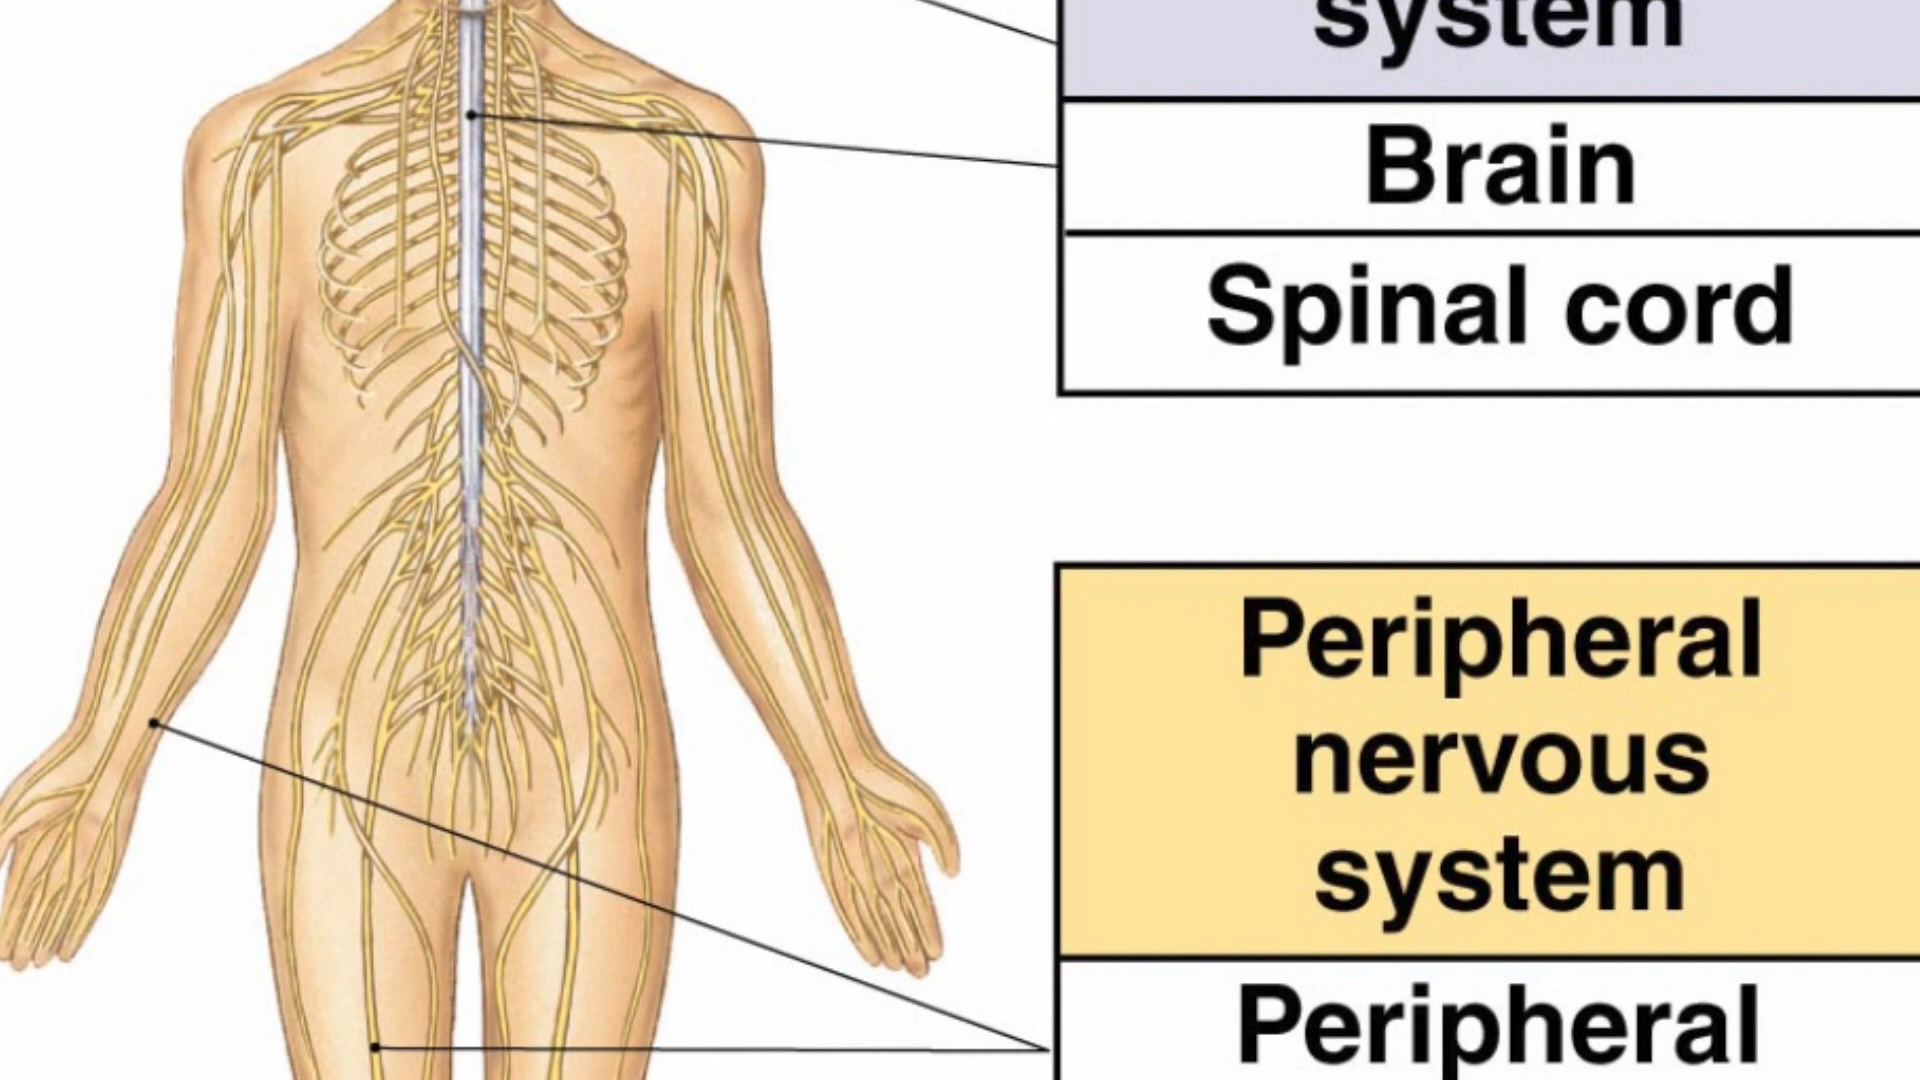 system
Brain
Spinal cord
Peripheral
nervous
system
Peripheral